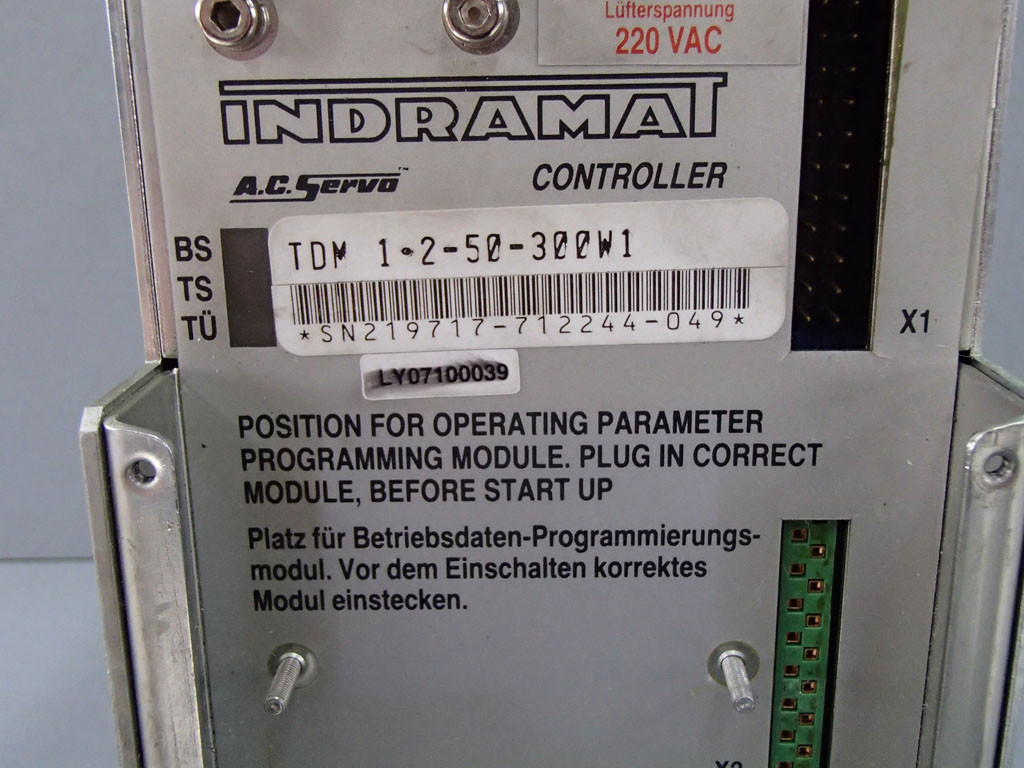 Lüfterspannung
220 VAC
INDRAMAT
A.C. Servo™
CONTROLLER
BS
TS
TÜ
TDM 1·2-50-300W1
*SN219717-712244-049*
X1
LY07100039
POSITION FOR OPERATING PARAMETER
PROGRAMMING MODULE. PLUG IN CORRECT
MODULE, BEFORE START UP
Platz für Betriebsdaten-Programmierungs-
modul. Vor dem Einschalten korrektes
Modul einstecken.